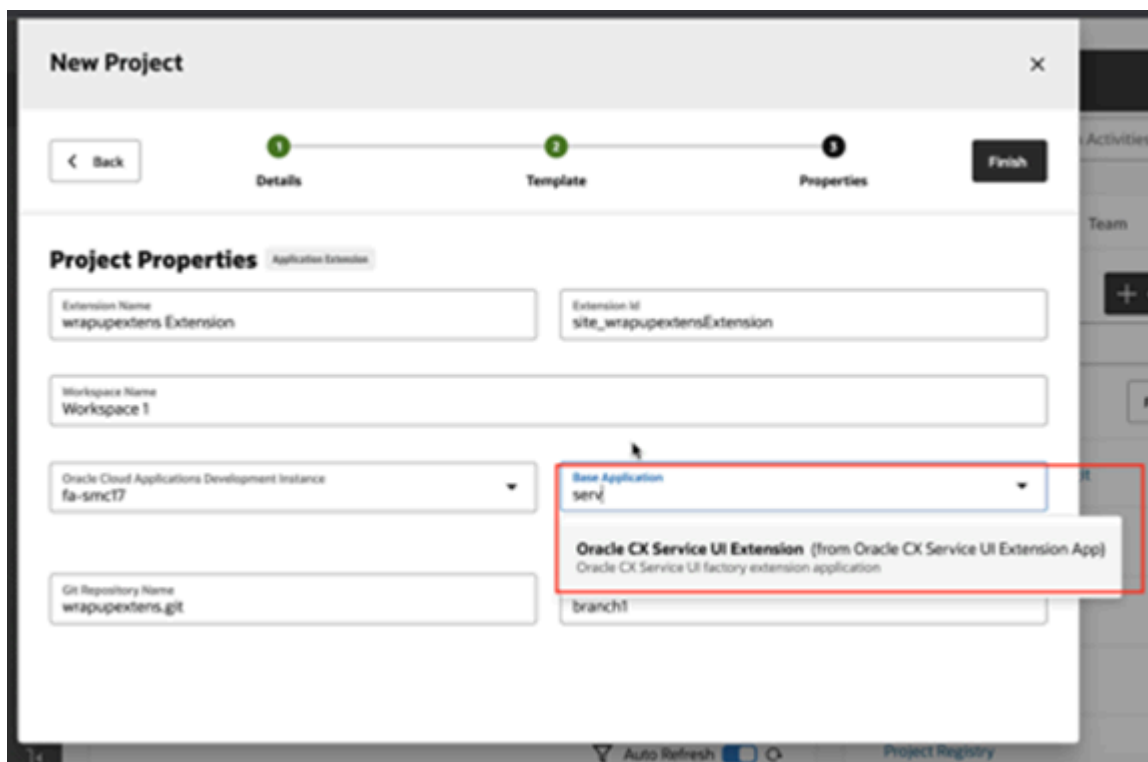 New Project
Activities
Back
1
2
3
Finish
Details
Template
Properties
Team
Project Properties
Application Extension
Extension Name
wrapupextens Extension
Extension Id
site_wrapupextensExtension
Workspace Name
Workspace 1
Oracle Cloud Applications Development Instance
fa-smc17
Base Application
serv
Oracle CX Service UI Extension (from Oracle CX Service UI Extension App)
Oracle CX Service UI factory extension application
Git Repository Name
wrapupextens.git
branch1
Auto Refresh
Project Registry